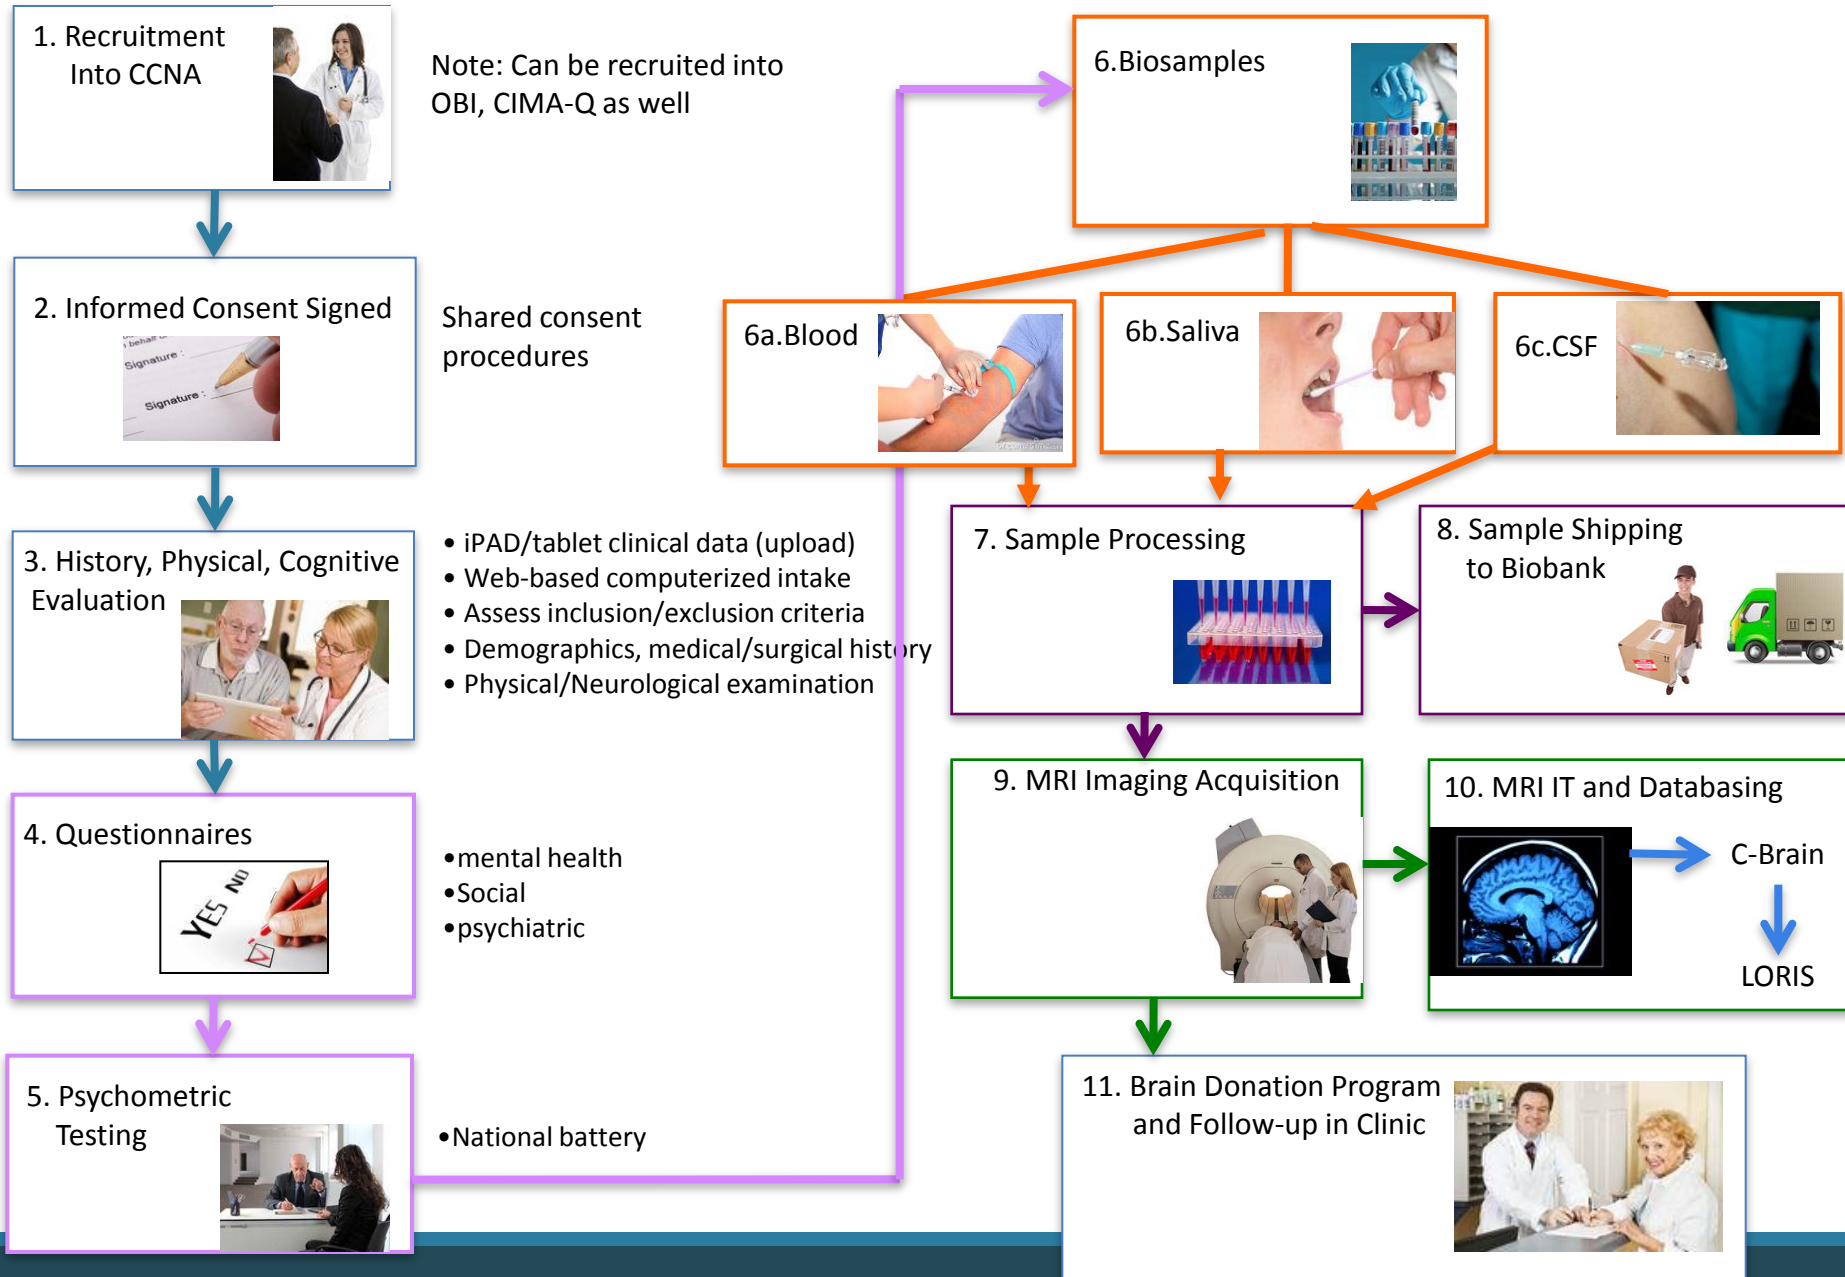 1. Recruitment
Into CCNA
Note: Can be recruited into
OBI, CIMA-Q as well
2. Informed Consent Signed
Signature :
Signature :
Shared consent
procedures
3. History, Physical, Cognitive
Evaluation
• iPAD/tablet clinical data (upload)
• Web-based computerized intake
• Assess inclusion/exclusion criteria
• Demographics, medical/surgical history
• Physical/Neurological examination
4. Questionnaires
YES NO
•mental health
•Social
•psychiatric
5. Psychometric
Testing
•National battery
6.Biosamples
6a.Blood
6b.Saliva
6c.CSF
7. Sample Processing
8. Sample Shipping
to Biobank
9. MRI Imaging Acquisition
10. MRI IT and Databasing
C-Brain
LORIS
11. Brain Donation Program
and Follow-up in Clinic